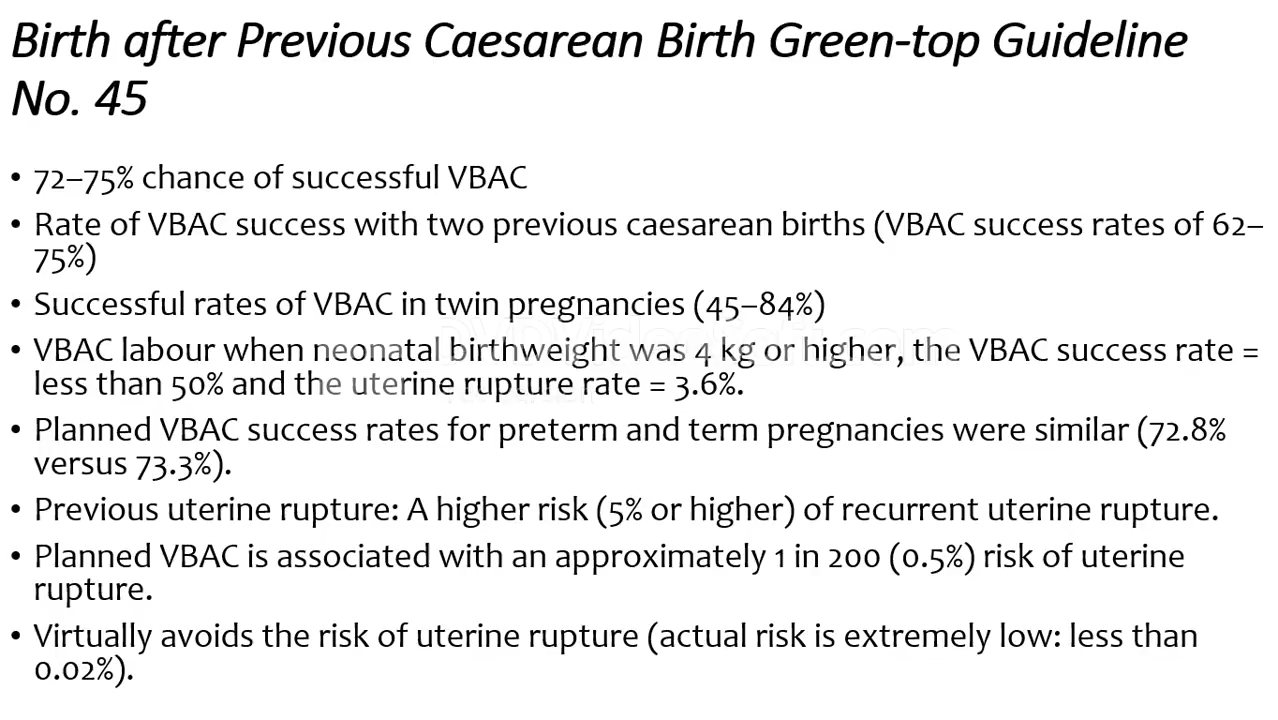 Birth after Previous Caesarean Birth Green-top Guideline
No. 45
• 72–75% chance of successful VBAC
• Rate of VBAC success with two previous caesarean births (VBAC success rates of 62–
75%)
• Successful rates of VBAC in twin pregnancies (45–84%)
• VBAC labour when neonatal birthweight was 4 kg or higher, the VBAC success rate =
less than 50% and the uterine rupture rate = 3.6%.
• Planned VBAC success rates for preterm and term pregnancies were similar (72.8%
versus 73.3%).
• Previous uterine rupture: A higher risk (5% or higher) of recurrent uterine rupture.
• Planned VBAC is associated with an approximately 1 in 200 (0.5%) risk of uterine
rupture.
• Virtually avoids the risk of uterine rupture (actual risk is extremely low: less than
0.02%).